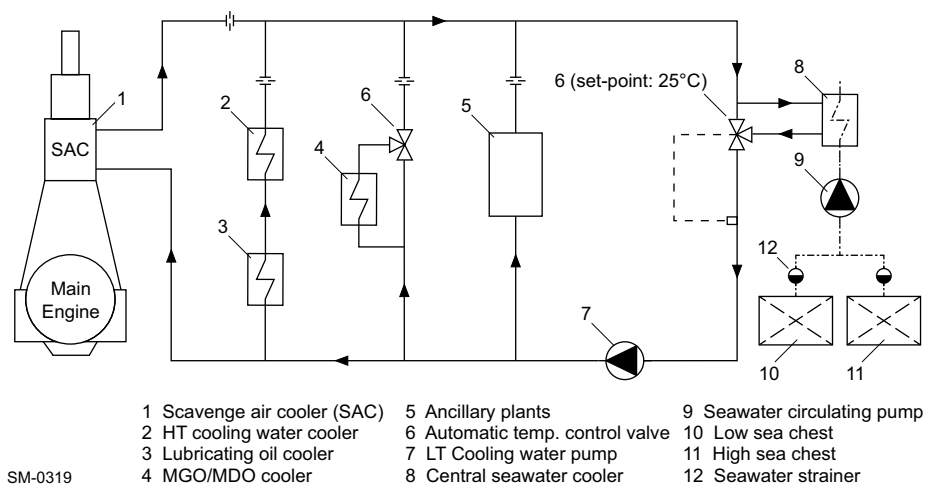 1
SAC
Main
Engine
2
3
4
6
5
6 (set-point: 25°C)
7
8
9
12
10
11
1 Scavenge air cooler (SAC)
2 HT cooling water cooler
3 Lubricating oil cooler
4 MGO/MDO cooler
5 Ancillary plants
6 Automatic temp. control valve
7 LT Cooling water pump
8 Central seawater cooler
9 Seawater circulating pump
10 Low sea chest
11 High sea chest
12 Seawater strainer
SM-0319